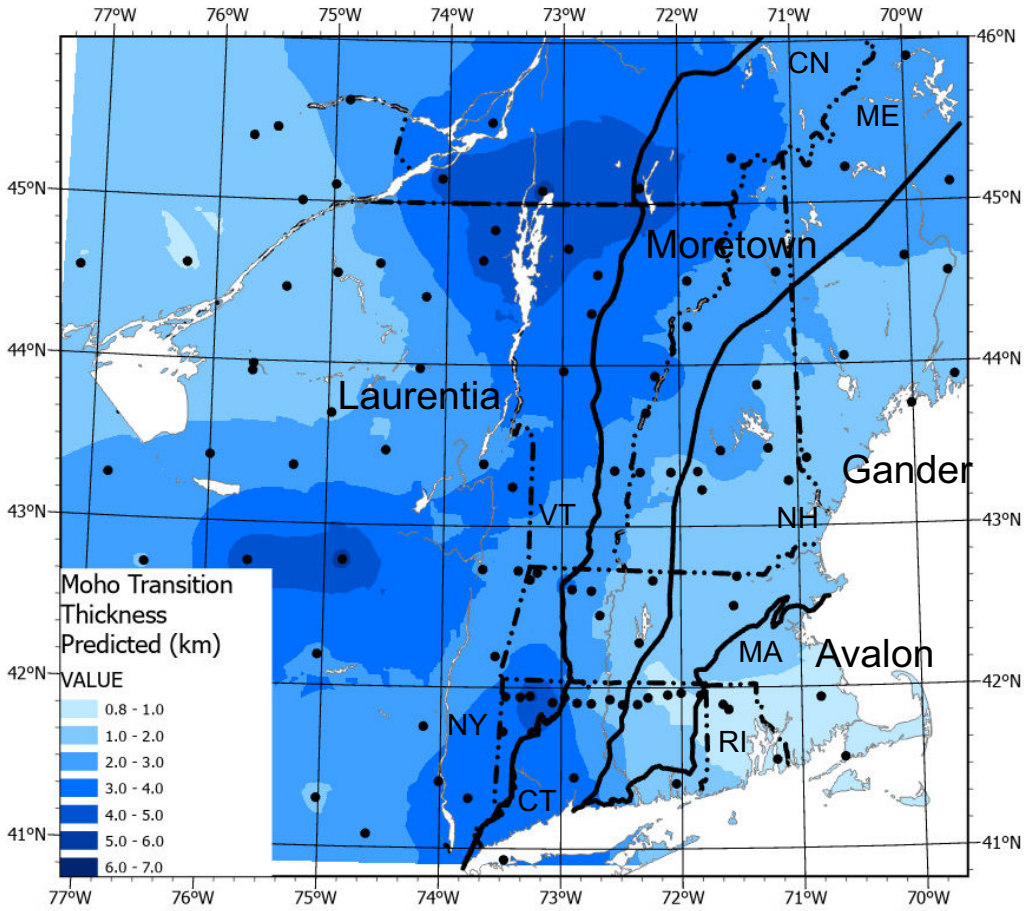 77°W 76°W 75°W 74°W 73°W 72°W 71°W 70°W
46°N
CN
ME
45°N 45°N
Moretown
44°N 44°N
Laurentia
Gander
43°N 43°N
VT NH
Moho Transition
Thickness
Predicted (km)
VALUE
0.8 - 1.0
1.0 - 2.0
2.0 - 3.0
3.0 - 4.0
4.0 - 5.0
5.0 - 6.0
6.0 - 7.0
MA Avalon
42°N 42°N
NY RI
CT
41°N 41°N
77°W 76°W 75°W 74°W 73°W 72°W 71°W 70°W